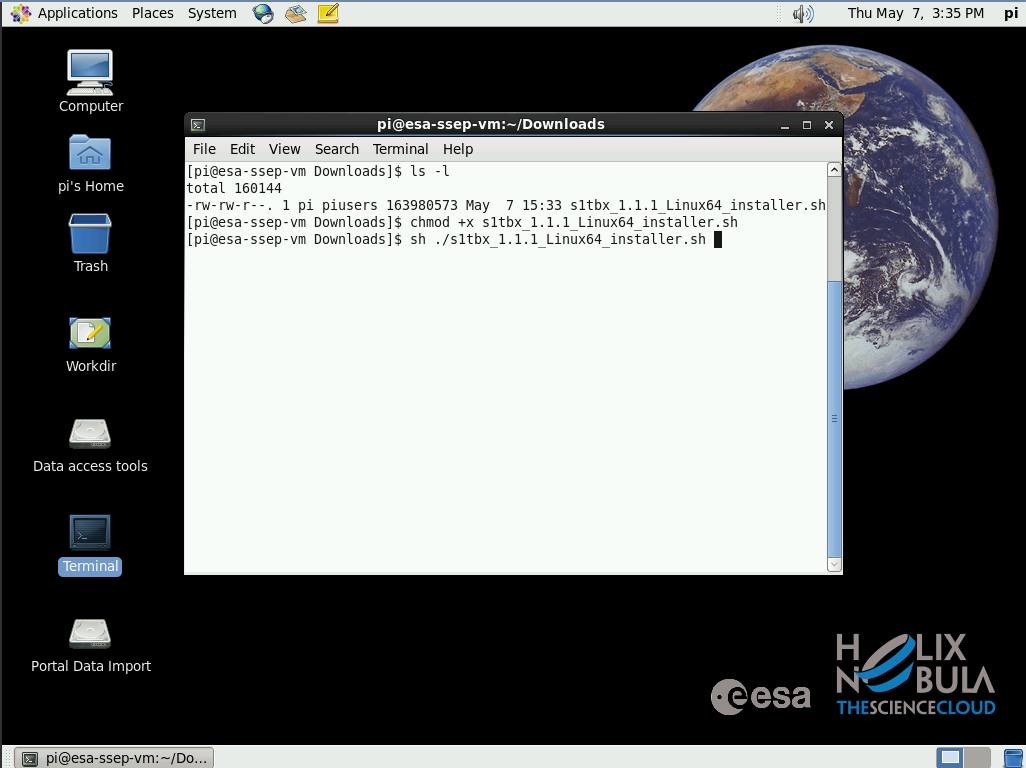 Applications Places System
Thu May 7, 3:35 PM pi
Computer
pi's Home
Trash
Workdir
Data access tools
Terminal
Portal Data Import
pi@esa-ssep-vm:~/Downloads
File Edit View Search Terminal Help
[pi@esa-ssep-vm Downloads]$ ls -l
total 160144
-rw-rw-r--. 1 pi piusers 163980573 May  7 15:33 s1tbx_1.1.1_Linux64_installer.sh
[pi@esa-ssep-vm Downloads]$ chmod +x s1tbx_1.1.1_Linux64_installer.sh
[pi@esa-ssep-vm Downloads]$ sh ./s1tbx_1.1.1_Linux64_installer.sh
esa
HELIX
NEBULA
THESCIENCECLOUD
pi@esa-ssep-vm:~/Do...